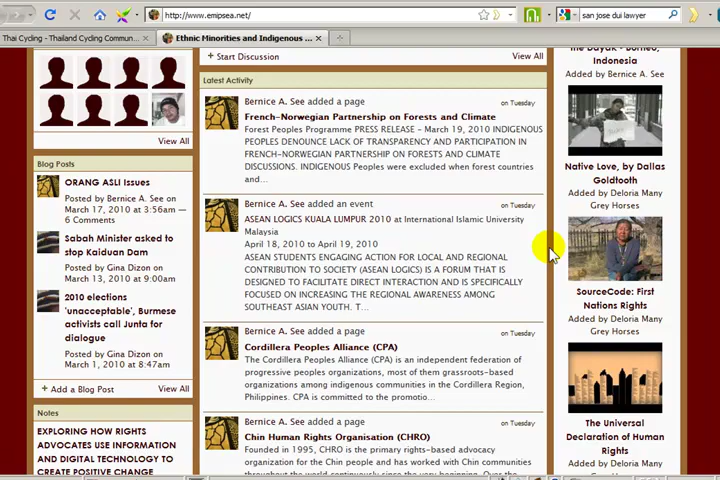 http://www.emipsea.net/
san jose dui lawyer
Thai Cycling - Thailand Cycling Commun...
Ethnic Minorities and Indigenous ...
+ Start Discussion
View All
Latest Activity
Bernice A. See added a page
on Tuesday
French-Norwegian Partnership on Forests and Climate
Forest Peoples Programme PRESS RELEASE - March 19, 2010 INDIGENOUS
PEOPLES DENOUNCE LACK OF TRANSPARENCY AND PARTICIPATION IN
FRENCH-NORWEGIAN PARTNERSHIP ON FORESTS AND CLIMATE
DISCUSSIONS. INDIGENOUS Peoples were excluded when forest countries
and...
Bernice A. See added an event
on Tuesday
ASEAN LOGICS KUALA LUMPUR 2010 at International Islamic University
Malaysia
April 18, 2010 to April 19, 2010
ASEAN STUDENTS ENGAGING ACTION FOR LOCAL AND REGIONAL
CONTRIBUTION TO SOCIETY (ASEAN LOGICS) IS A FORUM THAT IS
DESIGNED TO FACILITATE DIRECT INTERACTION AND IS SPECIFICALLY
FOCUSED ON INCREASING THE REGIONAL AWARENESS AMONG
SOUTHEAST ASIAN YOUTH. T...
Bernice A. See added a page
on Tuesday
Cordillera Peoples Alliance (CPA)
The Cordillera Peoples Alliance (CPA) is an independent federation of
progressive peoples organizations, most of them grassroots-based
organizations among indigenous communities in the Cordillera Region,
Philippines. CPA is committed to the promotio...
Bernice A. See added a page
on Tuesday
Chin Human Rights Organisation (CHRO)
Founded in 1995, CHRO is the primary rights-based advocacy
organization for the Chin people and has worked with Chin communities
View All
Blog Posts
ORANG ASLI Issues
Posted by Bernice A. See on
March 17, 2010 at 3:56am —
6 Comments
Sabah Minister asked to
stop Kaiduan Dam
Posted by Gina Dizon on
March 13, 2010 at 9:00am
2010 elections
'unacceptable', Burmese
activists call Junta for
dialogue
Posted by Gina Dizon on
March 1, 2010 at 8:47am
+ Add a Blog Post
View All
Notes
EXPLORING HOW RIGHTS
ADVOCATES USE INFORMATION
AND DIGITAL TECHNOLOGY TO
CREATE POSITIVE CHANGE
The Dayak - Borneo,
Indonesia
Added by Bernice A. See
Native Love, by Dallas
Goldtooth
Added by Deloria Many
Grey Horses
SourceCode: First
Nations Rights
Added by Deloria Many
Grey Horses
The Universal
Declaration of Human
Rights
Added by Deloria Many
Grey Horses